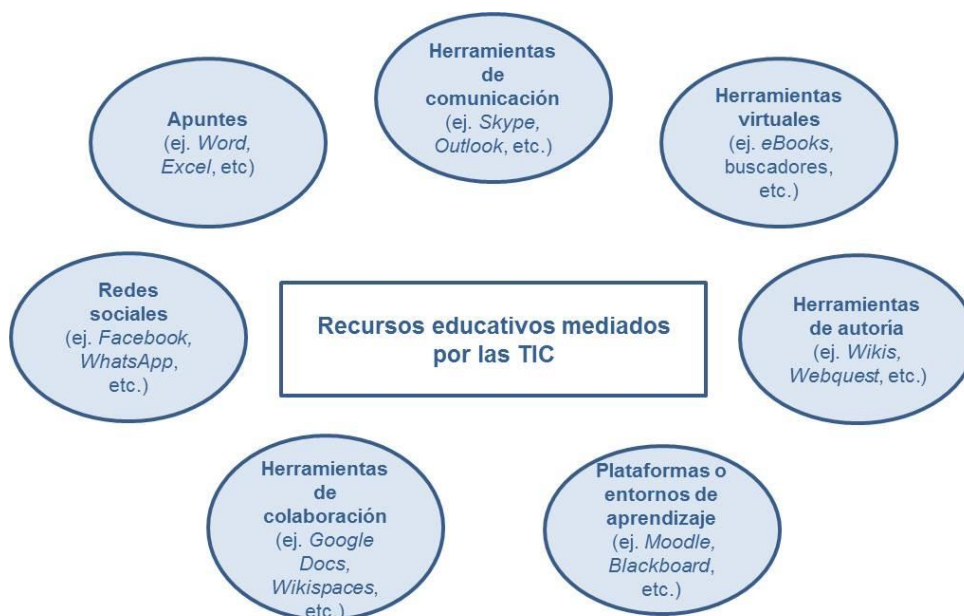 Herramientas
de
comunicación
(ej. Skype,
Outlook, etc.)
Apuntes
(ej. Word,
Excel, etc)
Herramientas
virtuales
(ej. eBooks,
buscadores,
etc.)
Redes
sociales
(ej. Facebook,
WhatsApp,
etc.)
Recursos educativos mediados
por las TIC
Herramientas
de autoría
(ej. Wikis,
Webquest, etc.)
Herramientas
de
colaboración
(ej. Google
Docs,
Wikispaces,
etc.)
Plataformas o
entornos de
aprendizaje
(ej. Moodle,
Blackboard,
etc.)